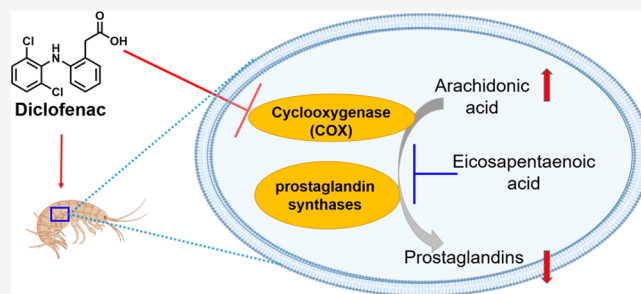 O
OH
Cl
H
N
Cl
Diclofenac
Cyclooxygenase
(COX)
prostaglandin
synthases
Arachidonic
acid
Eicosapentaenoic
acid
Prostaglandins